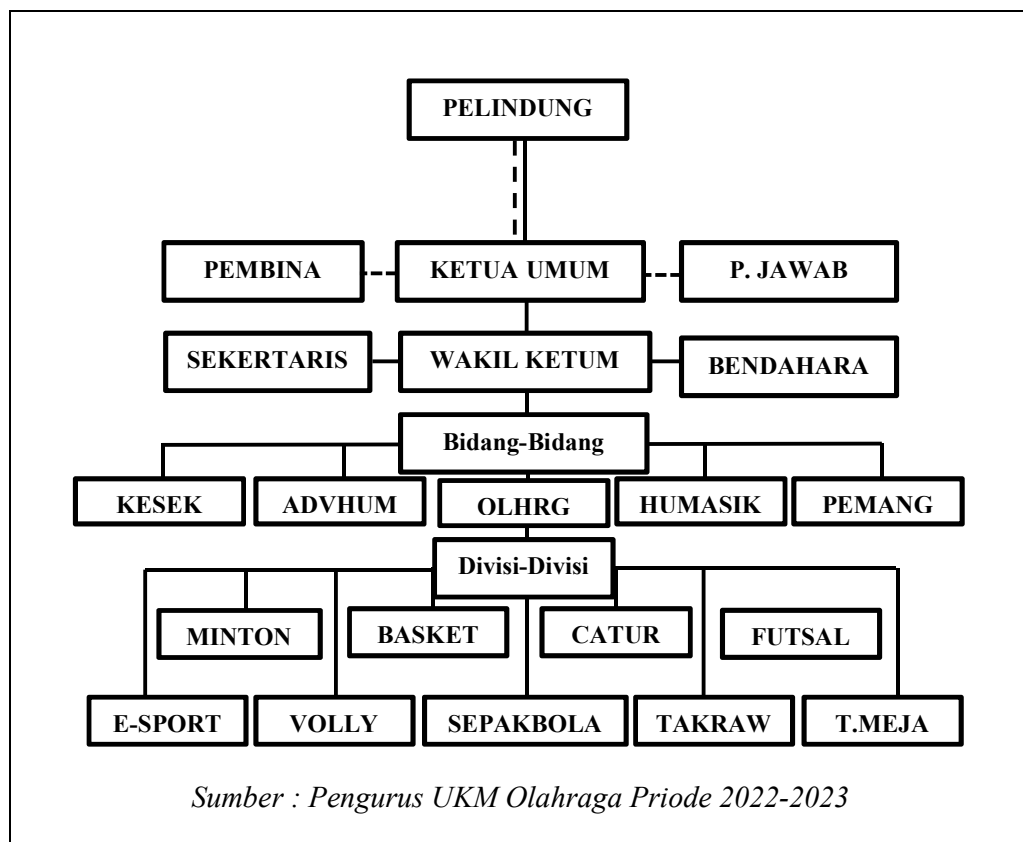 PELINDUNG
PEMBINA
KETUA UMUM
P. JAWAB
SEKERTARIS
WAKIL KETUM
BENDAHARA
Bidang-Bidang
KESEK
ADVHUM
OLHRG
HUMASIK
PEMANG
Divisi-Divisi
MINTON
BASKET
CATUR
FUTSAL
E-SPORT
VOLLY
SEPAKBOLA
TAKRAW
T.MEJA
Sumber : Pengurus UKM Olahraga Priode 2022-2023